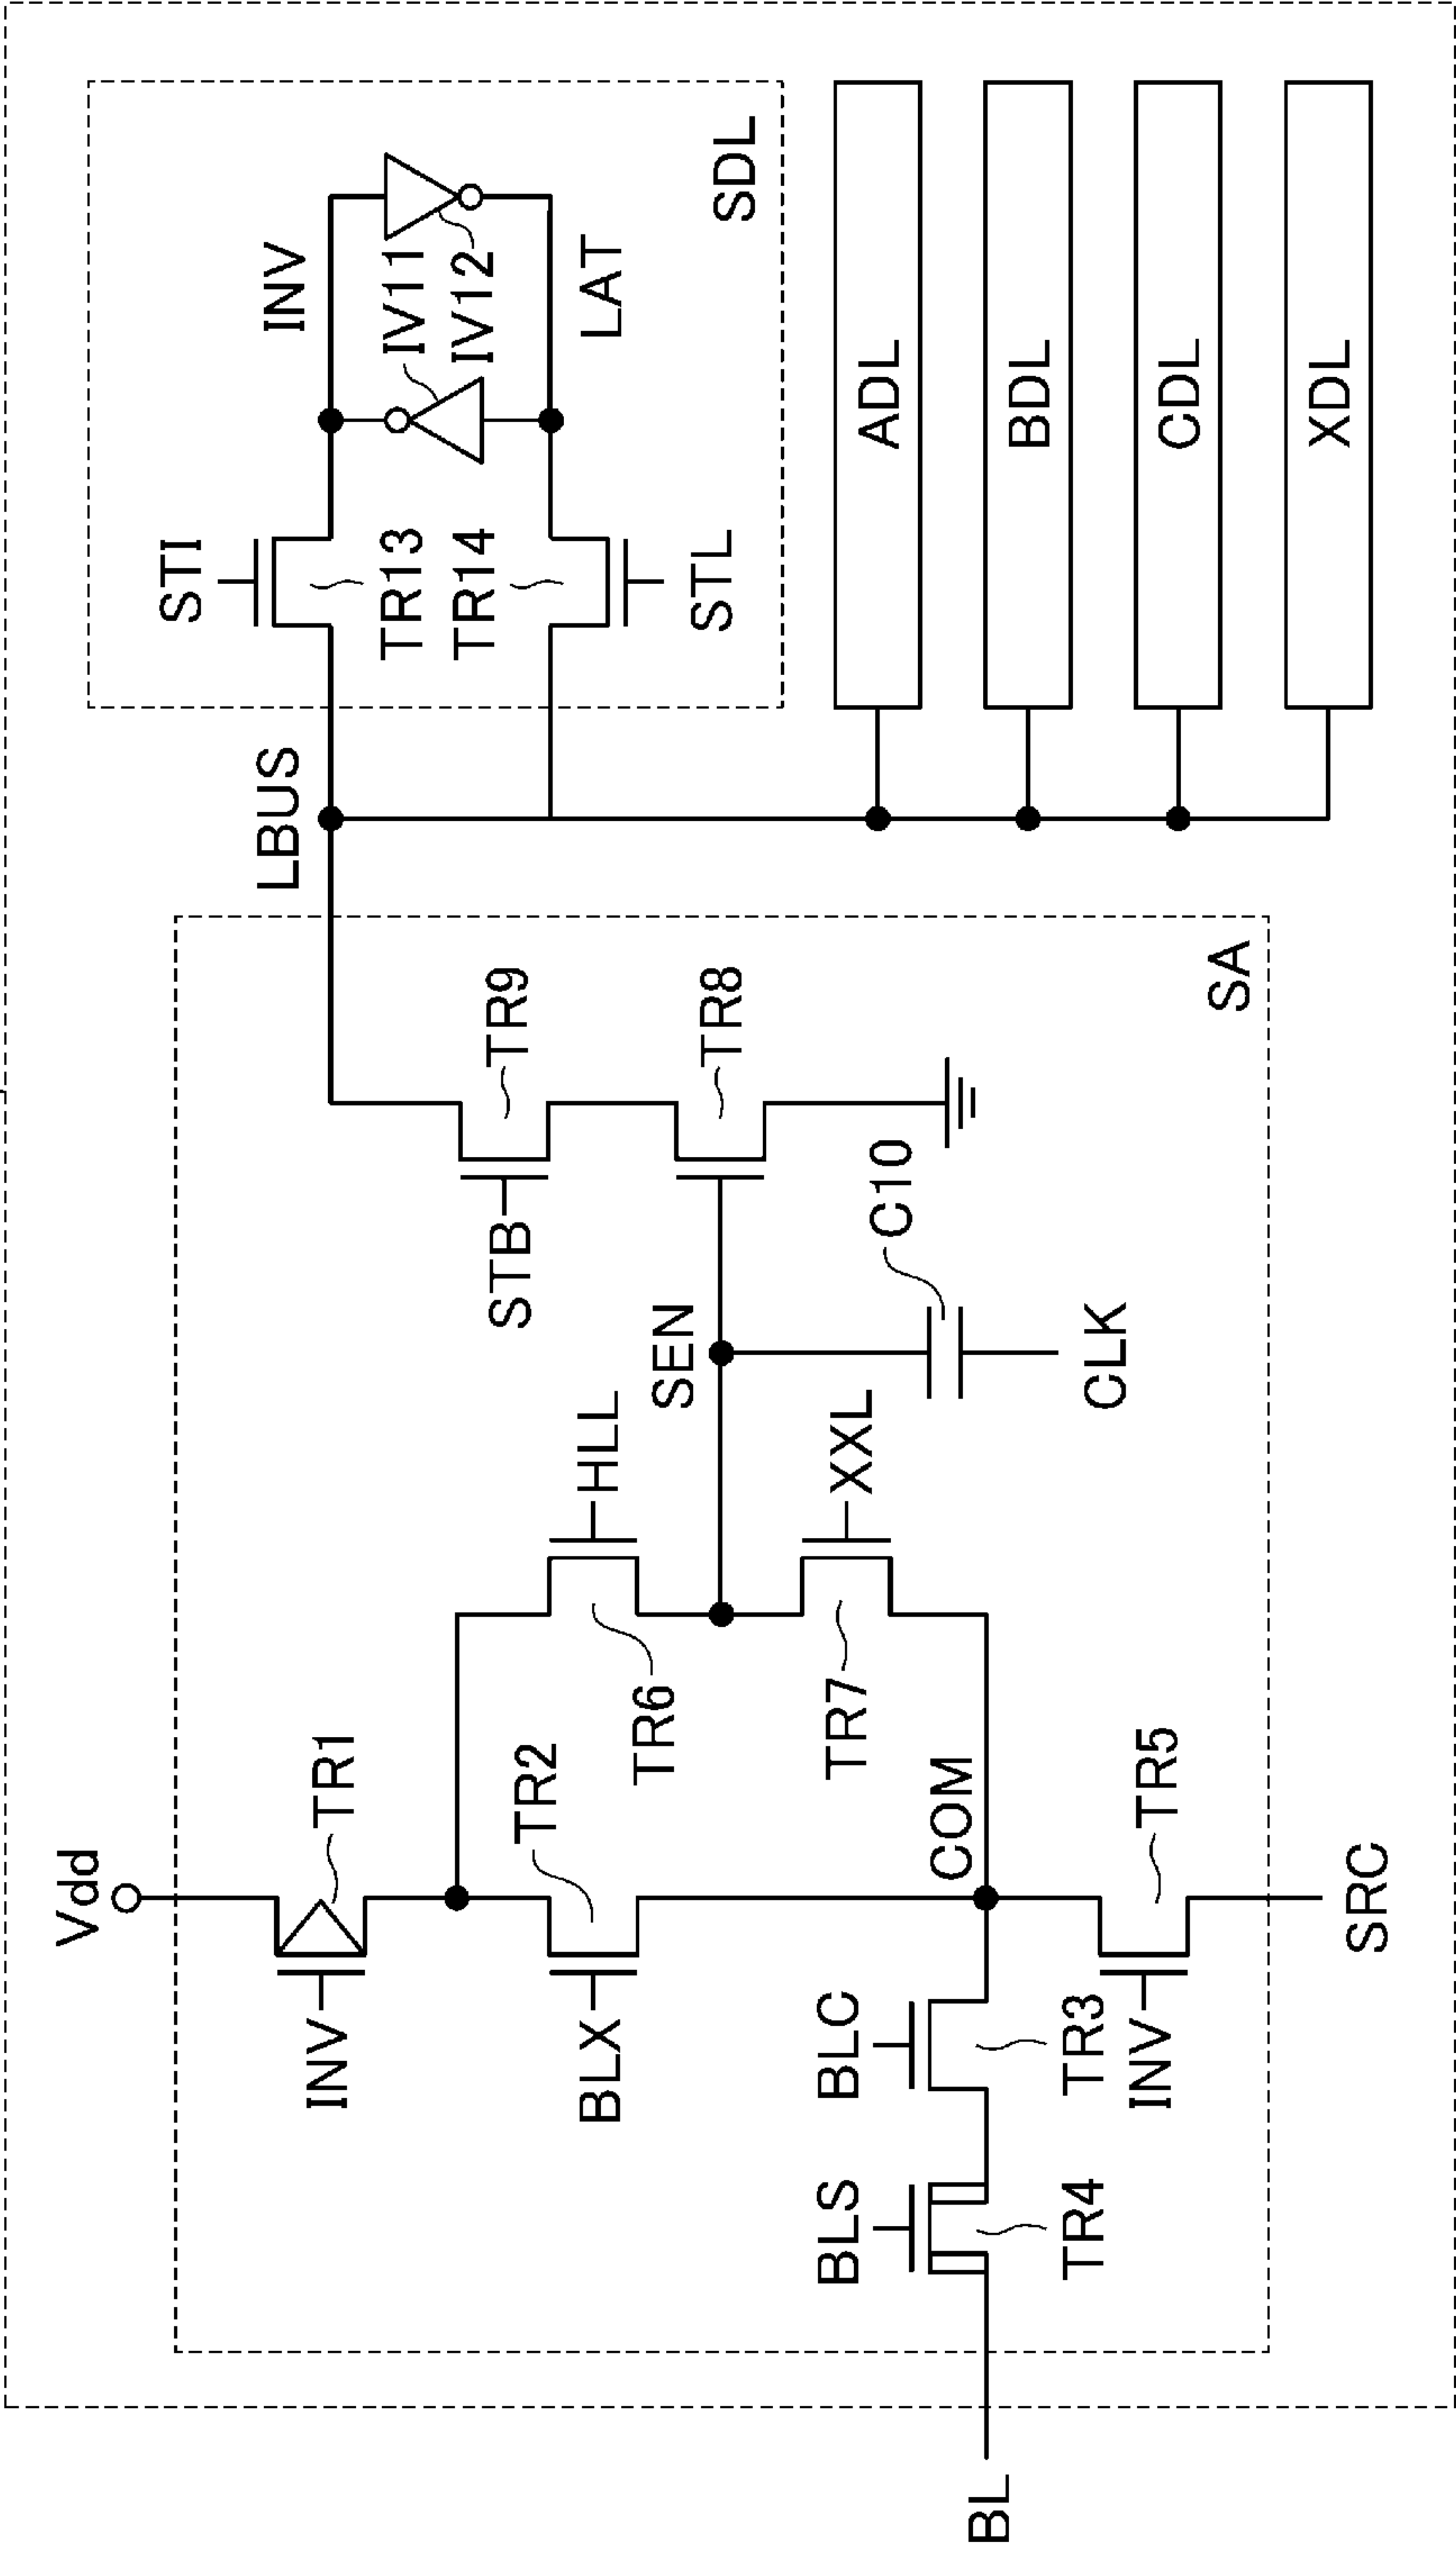 Vdd
INV
TR1
BLX
TR2
HLL
TR6
SEN
XXL
TR7
COM
BLC
TR3
BLS
TR4
BL
INV
TR5
SRC
STB
TR9
TR8
C10
CLK
SA
LBUS
STI
TR13
TR14
STL
INV
IV11
IV12
LAT
SDL
ADL
BDL
CDL
XDL